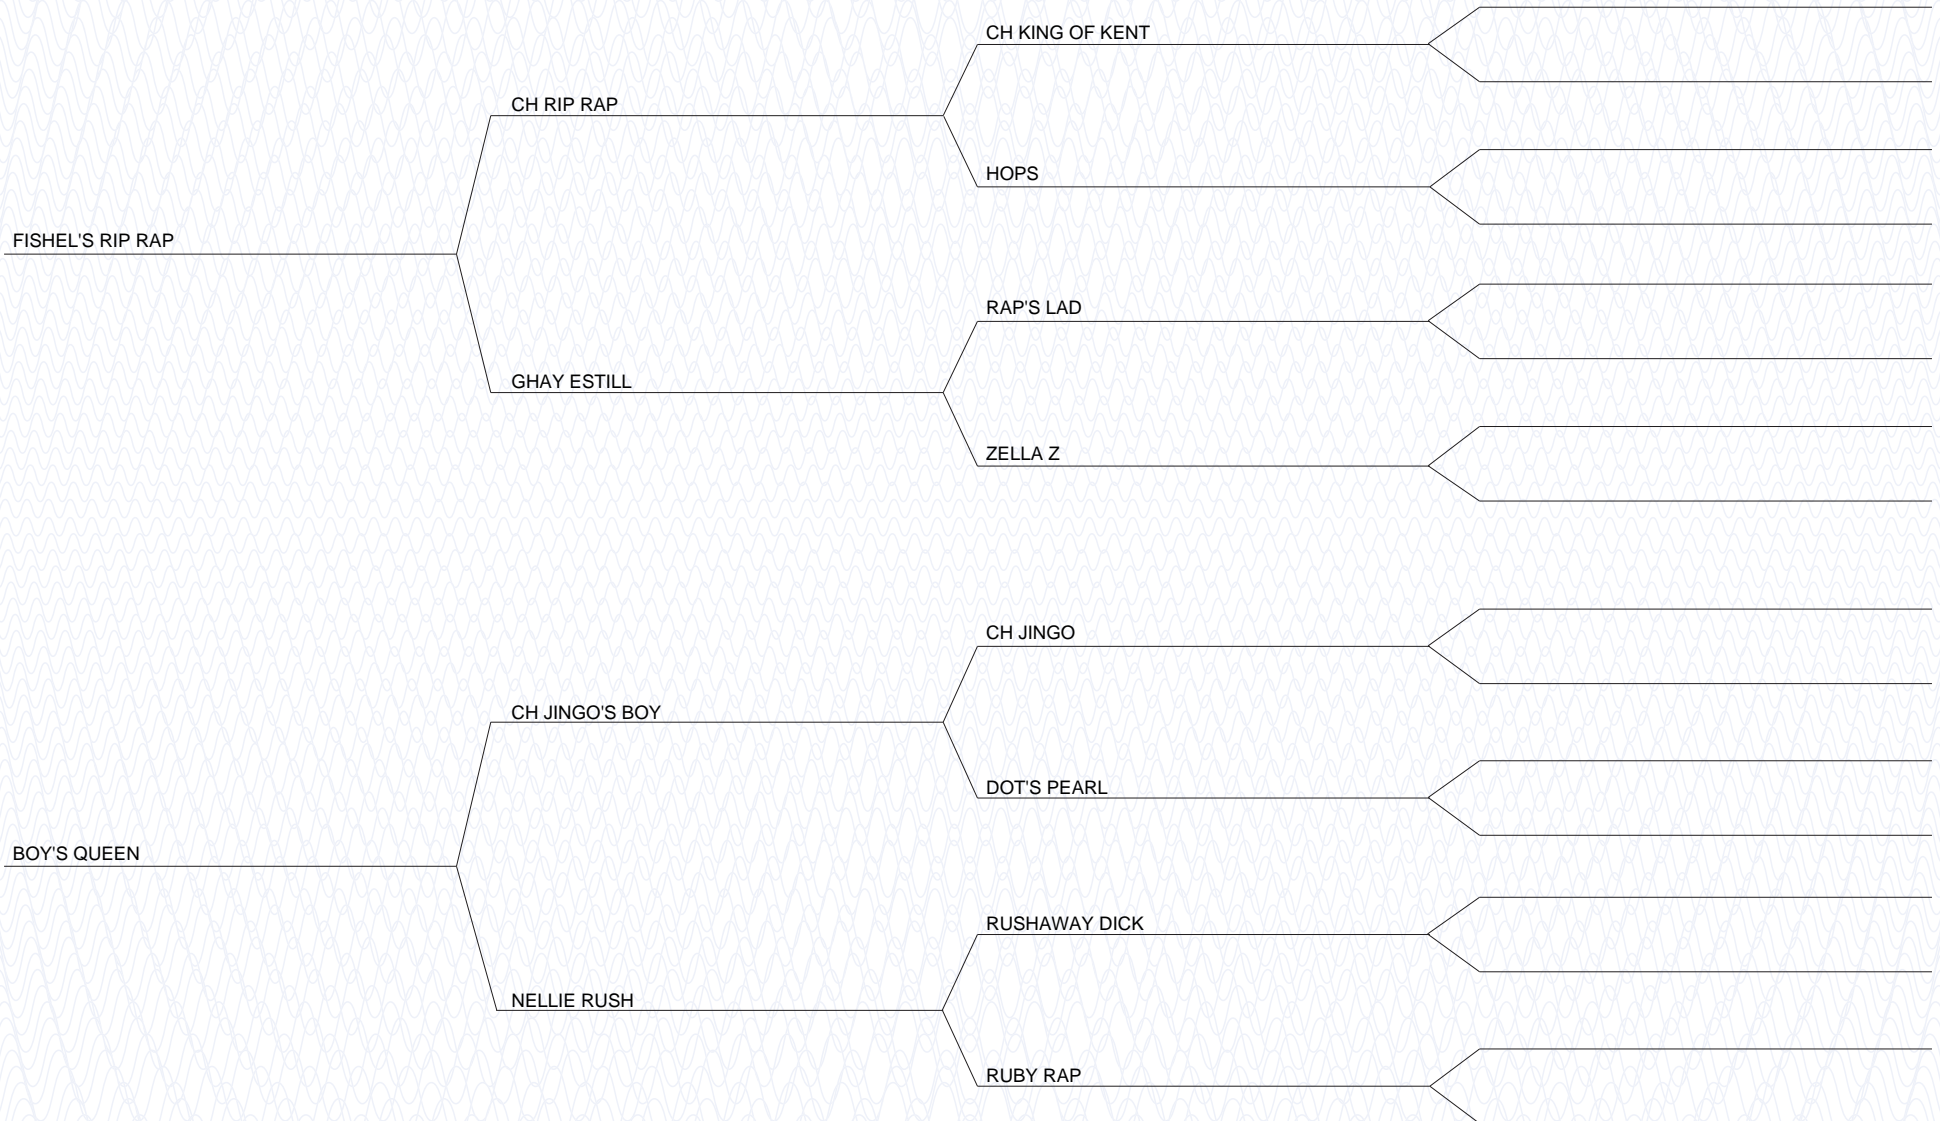 CH KING OF KENT
CH RIP RAP
HOPS
FISHEL'S RIP RAP
RAP'S LAD
GHAY ESTILL
ZELLA Z
CH JINGO
CH JINGO'S BOY
DOT'S PEARL
BOY'S QUEEN
RUSHAWAY DICK
NELLIE RUSH
RUBY RAP